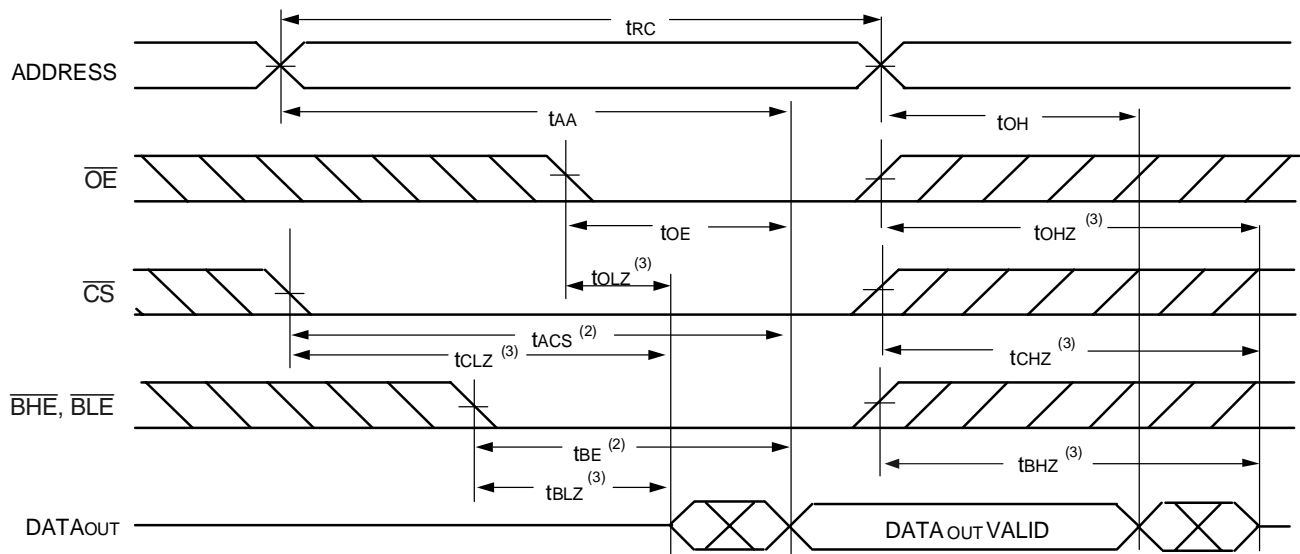 tRC
ADDRESS
tAA
tOH
OE
tOE
tOHZ (3)
tOLZ (3)
CS
tACS (2)
tCLZ (3)
tCHZ (3)
BHE, BLE
tBE (2)
tBHZ (3)
tBLZ (3)
DATAOUT
DATA OUT VALID